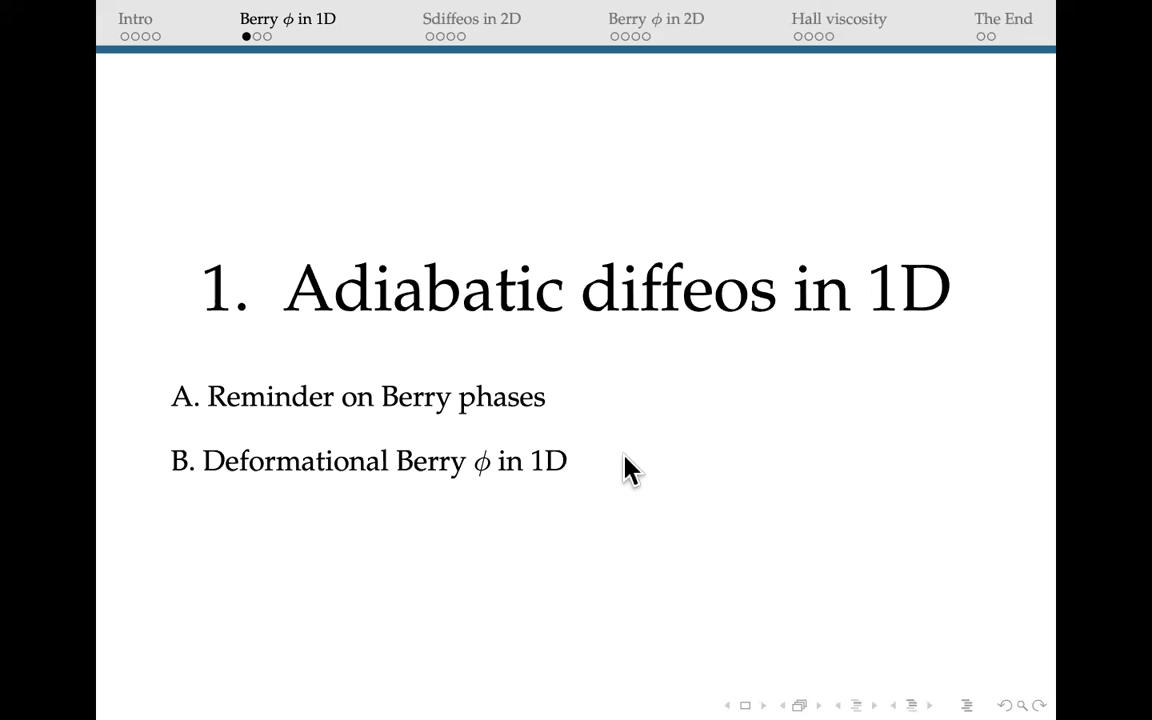 Intro Berry ϕ in 1D Sdiffeos in 2D Berry ϕ in 2D Hall viscosity The End
1. Adiabatic diffeos in 1D
A. Reminder on Berry phases
B. Deformational Berry ϕ in 1D